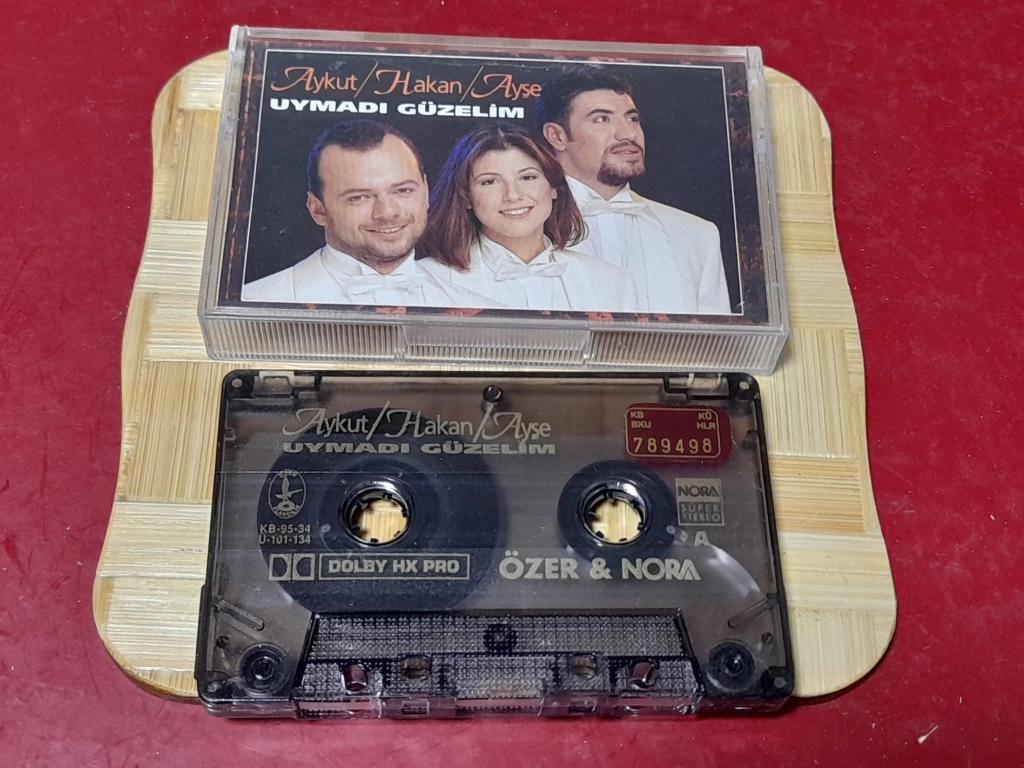 Aykut/Hakan/Ayşe
UYMADI GÜZELİM
Aykut/Hakan/Ayşe
UYMADI GÜZELİM
KB BKU
KÜ HLR
789498
NORA
SUPER
STEREO
KB-95-34
U-101-134
A
DOLBY HX PRO
ÖZER & NORA